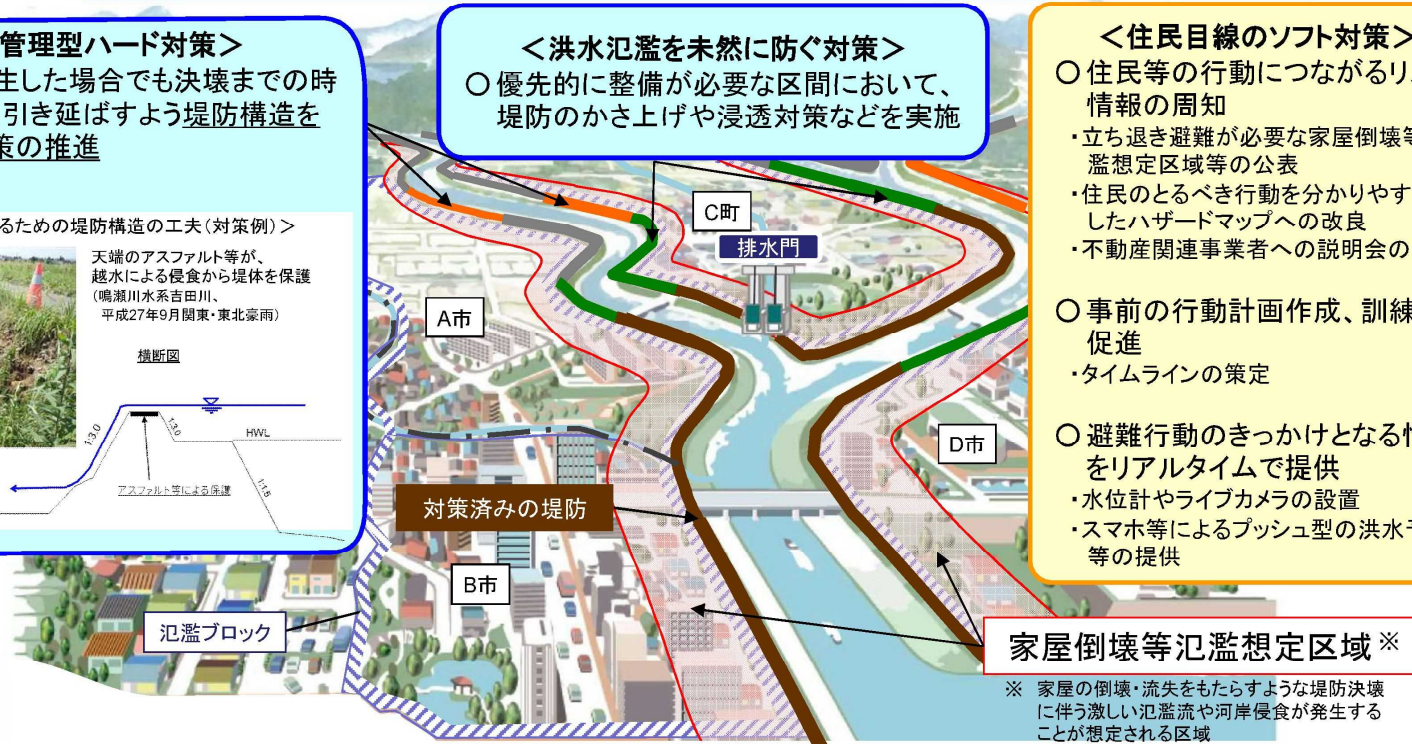 管理型ハード対策＞
生した場合でも決壊までの時
引き延ばすよう堤防構造を
策の推進
るための堤防構造の工夫(対策例)＞
天端のアスファルト等が、
越水による侵食から堤体を保護
(鳴瀬川水系吉田川、
平成27年9月関東・東北豪雨)
横断図
1:3.0
1:3.0
HWL
1:1.5
アスファルト等による保護
＜洪水氾濫を未然に防ぐ対策＞
○優先的に整備が必要な区間において、
堤防のかさ上げや浸透対策などを実施
＜住民目線のソフト対策＞
○住民等の行動につながるリ
情報の周知
・立ち退き避難が必要な家屋倒壊等
濫想定区域等の公表
・住民のとるべき行動を分かりやす
したハザードマップへの改良
・不動産関連事業者への説明会の
○事前の行動計画作成、訓練
促進
・タイムラインの策定
○避難行動のきっかけとなる情
をリアルタイムで提供
・水位計やライブカメラの設置
・スマホ等によるプッシュ型の洪水予
等の提供
C町
排水門
A市
D市
対策済みの堤防
B市
氾濫ブロック
家屋倒壊等氾濫想定区域※
※ 家屋の倒壊・流失をもたらすような堤防決壊
に伴う激しい氾濫流や河岸侵食が発生する
ことが想定される区域